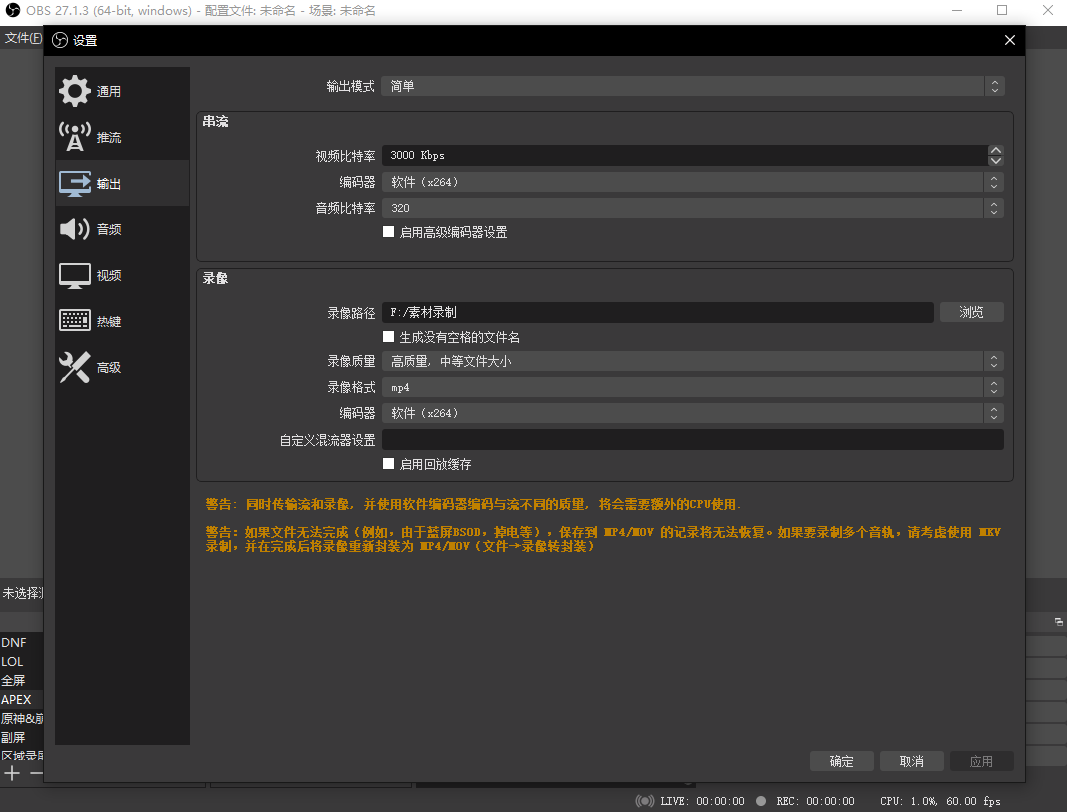 OBS 27.1.3 (64-bit, windows) - 配置文件: 未命名 - 场景: 未命名
文件(F)
设置
通用
推流
输出
音频
视频
热键
高级
输出模式 简单
串流
视频比特率 3000 Kbps
编码器 软件（x264）
音频比特率 320
启用高级编码器设置
录像
录像路径 F:/素材录制 浏览
生成没有空格的文件名
录像质量 高质量，中等文件大小
录像格式 mp4
编码器 软件（x264）
自定义混流器设置
启用回放缓存
警告: 同时传输流和录像, 并使用软件编码器编码与流不同的质量, 将会需要额外的CPU使用.
警告：如果文件无法完成（例如，由于蓝屏BSOD，掉电等），保存到 MP4/MOV 的记录将无法恢复。如果要录制多个音轨，请考虑使用 MKV
录制，并在完成后将录像重新封装为 MP4/MOV（文件→录像转封装）
未选择
DNF
LOL
全屏
APEX
原神&
副屏
区域录屏
确定 取消 应用
LIVE: 00:00:00 REC: 00:00:00 CPU: 1.0%, 60.00 fps